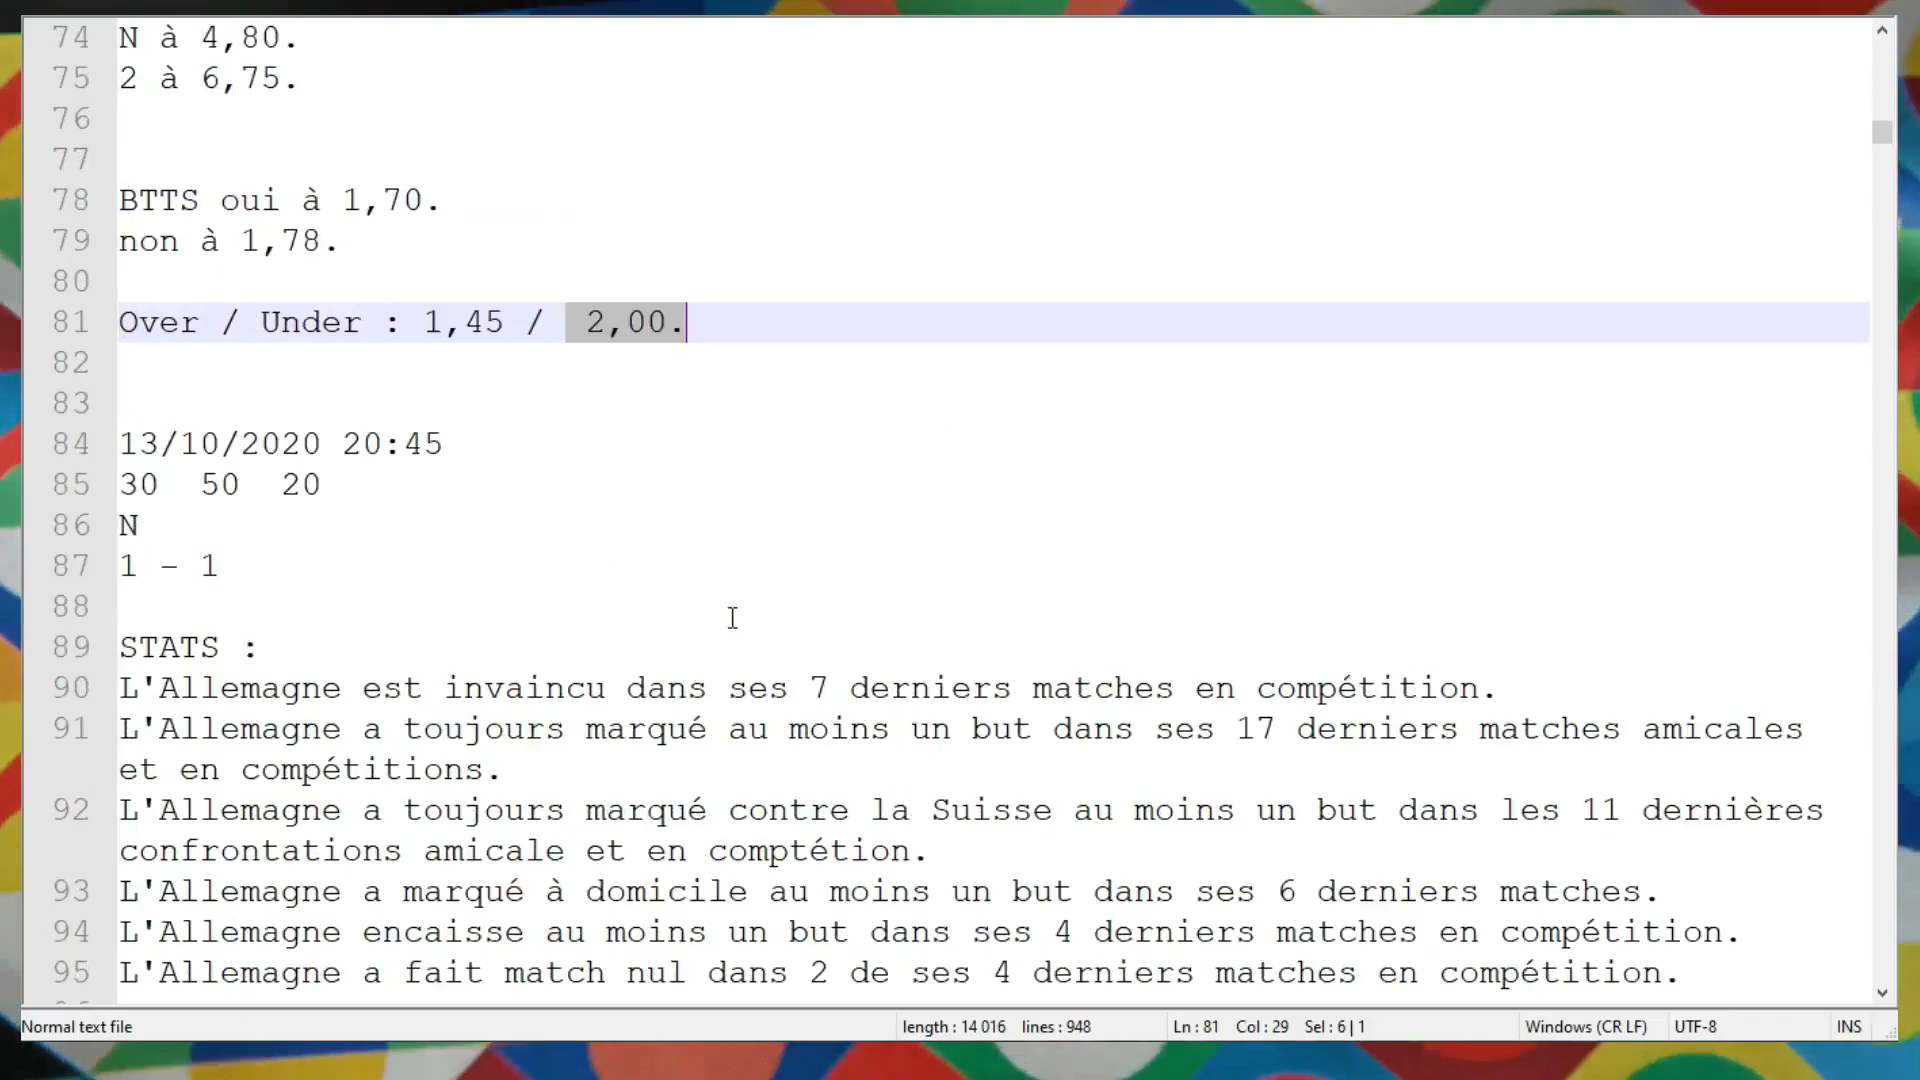 74 N à 4,80.
75 2 à 6,75.
76
77
78 BTTS oui à 1,70.
79 non à 1,78.
80
81 Over / Under : 1,45 /  2,00.
82
83
84 13/10/2020 20:45
85 30  50  20
86 N
87 1 - 1
88
89 STATS :
90 L'Allemagne est invaincu dans ses 7 derniers matches en compétition.
91 L'Allemagne a toujours marqué au moins un but dans ses 17 derniers matches amicales
et en compétitions.
92 L'Allemagne a toujours marqué contre la Suisse au moins un but dans les 11 dernières
confrontations amicale et en comptétion.
93 L'Allemagne a marqué à domicile au moins un but dans ses 6 derniers matches.
94 L'Allemagne encaisse au moins un but dans ses 4 derniers matches en compétition.
95 L'Allemagne a fait match nul dans 2 de ses 4 derniers matches en compétition.
Normal text file length : 14 016 lines : 948 Ln : 81 Col : 29 Sel : 6 | 1 Windows (CR LF) UTF-8 INS